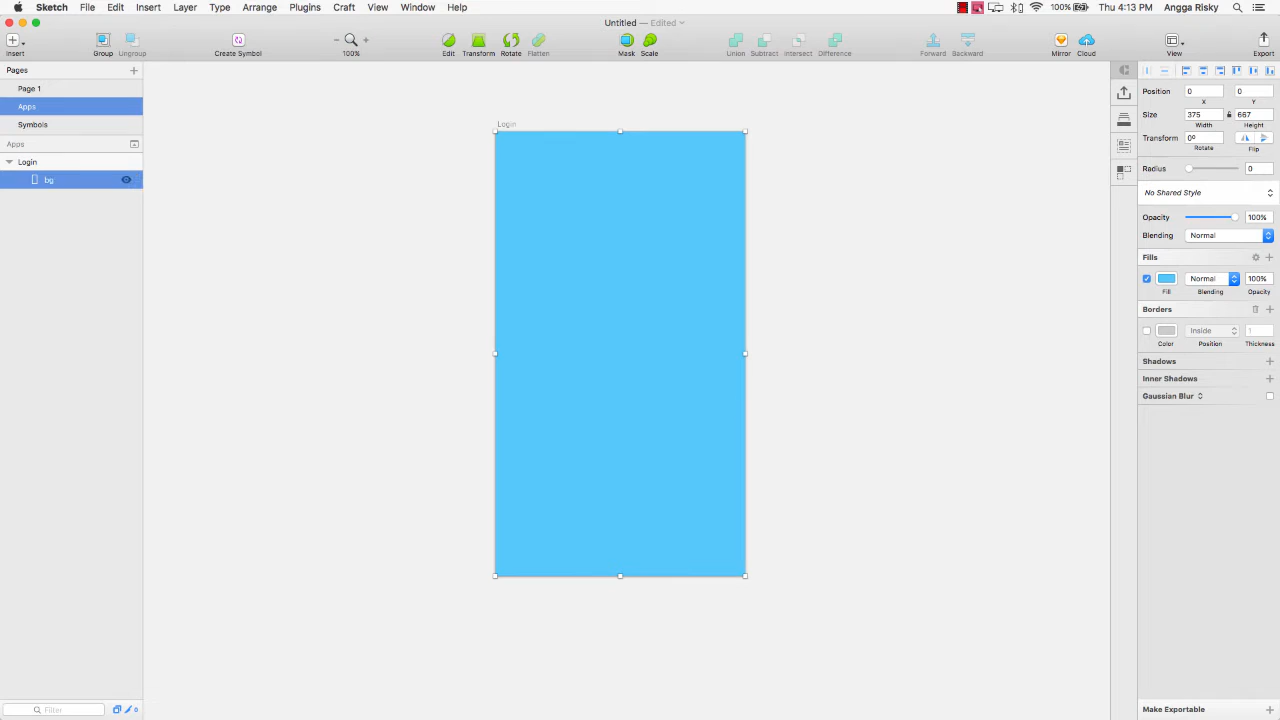 Sketch File Edit Insert Layer Type Arrange Plugins Craft View Window Help 100% Thu 4:13 PM Angga Risky
Untitled — Edited
Insert Group Ungroup Create Symbol 100% Edit Transform Rotate Flatten Mask Scale Union Subtract Intersect Difference Forward Backward Mirror Cloud View Export
Pages
Page 1
Apps
Symbols
Apps
Login
bg
Filter 0
Login
Position 0 0
X Y
Size 375 667
Width Height
Transform 0º
Rotate Flip
Radius 0
No Shared Style
Opacity 100%
Blending Normal
Fills
Normal 100%
Fill Blending Opacity
Borders
Inside 1
Color Position Thickness
Shadows
Inner Shadows
Gaussian Blur
Make Exportable